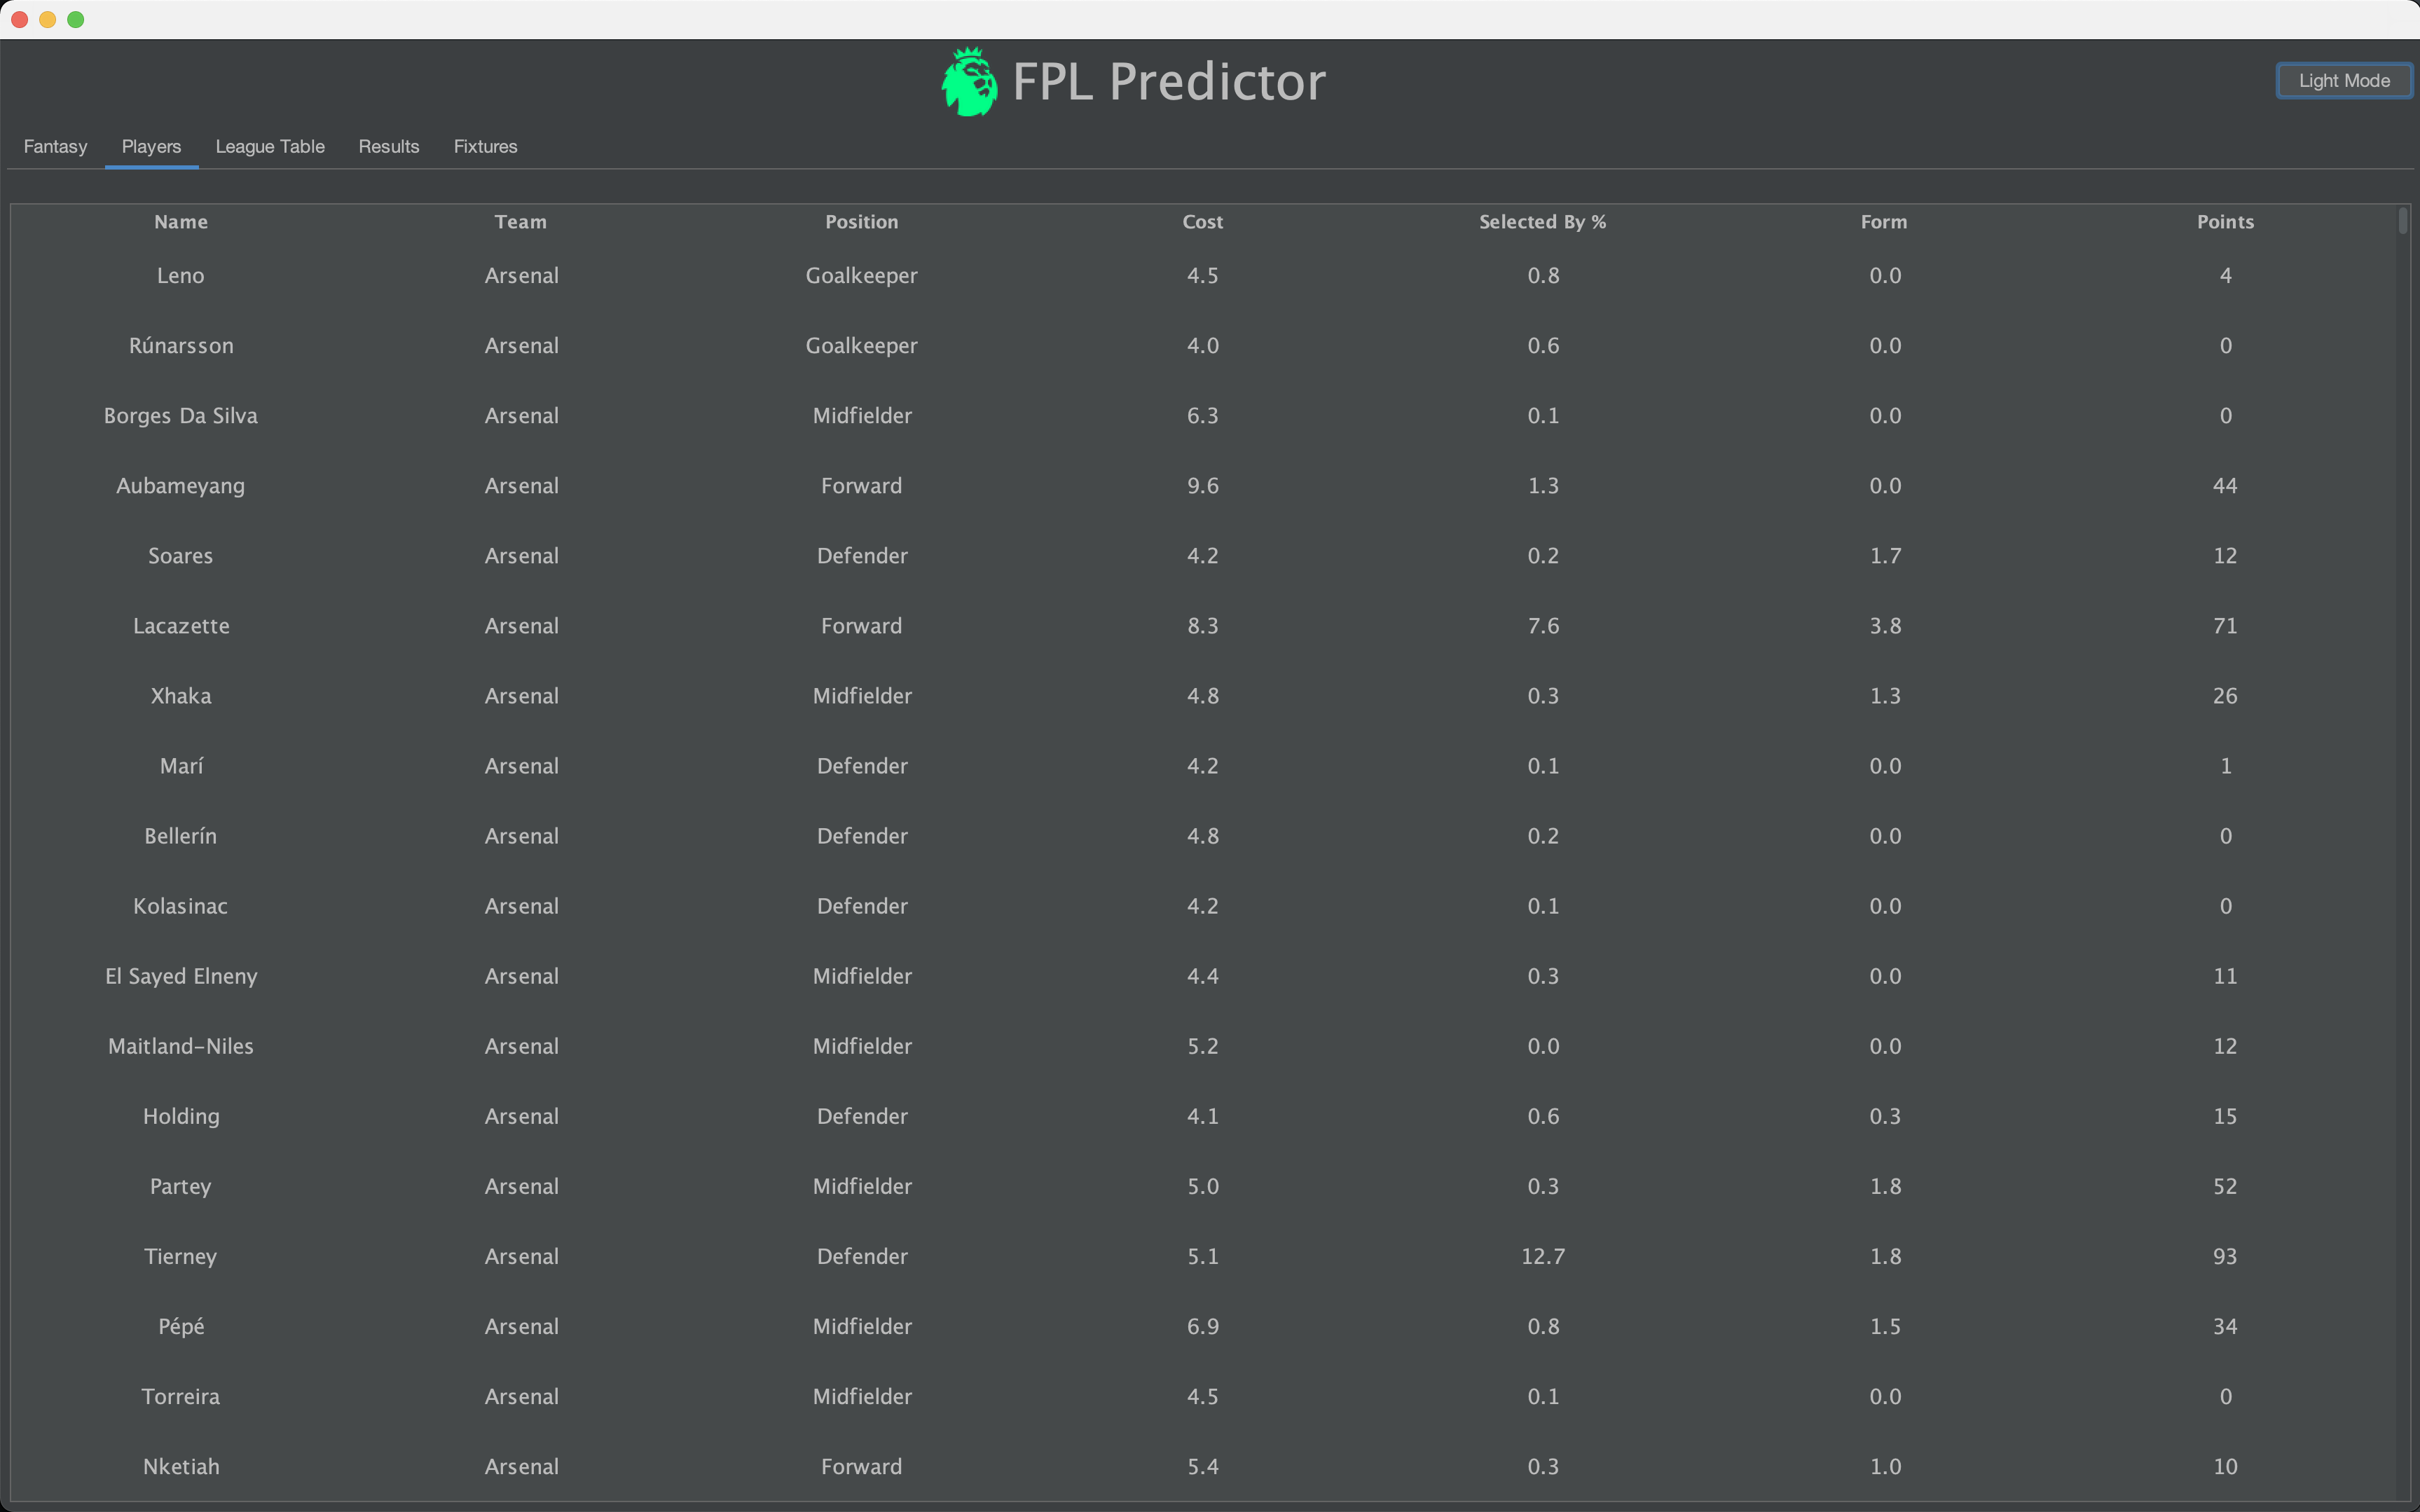 FPL Predictor
Light Mode
Fantasy Players League Table Results Fixtures
Name Team Position Cost Selected By % Form Points
Leno Arsenal Goalkeeper 4.5 0.8 0.0 4
Rúnarsson Arsenal Goalkeeper 4.0 0.6 0.0 0
Borges Da Silva Arsenal Midfielder 6.3 0.1 0.0 0
Aubameyang Arsenal Forward 9.6 1.3 0.0 44
Soares Arsenal Defender 4.2 0.2 1.7 12
Lacazette Arsenal Forward 8.3 7.6 3.8 71
Xhaka Arsenal Midfielder 4.8 0.3 1.3 26
Marí Arsenal Defender 4.2 0.1 0.0 1
Bellerín Arsenal Defender 4.8 0.2 0.0 0
Kolasinac Arsenal Defender 4.2 0.1 0.0 0
El Sayed Elneny Arsenal Midfielder 4.4 0.3 0.0 11
Maitland-Niles Arsenal Midfielder 5.2 0.0 0.0 12
Holding Arsenal Defender 4.1 0.6 0.3 15
Partey Arsenal Midfielder 5.0 0.3 1.8 52
Tierney Arsenal Defender 5.1 12.7 1.8 93
Pépé Arsenal Midfielder 6.9 0.8 1.5 34
Torreira Arsenal Midfielder 4.5 0.1 0.0 0
Nketiah Arsenal Forward 5.4 0.3 1.0 10